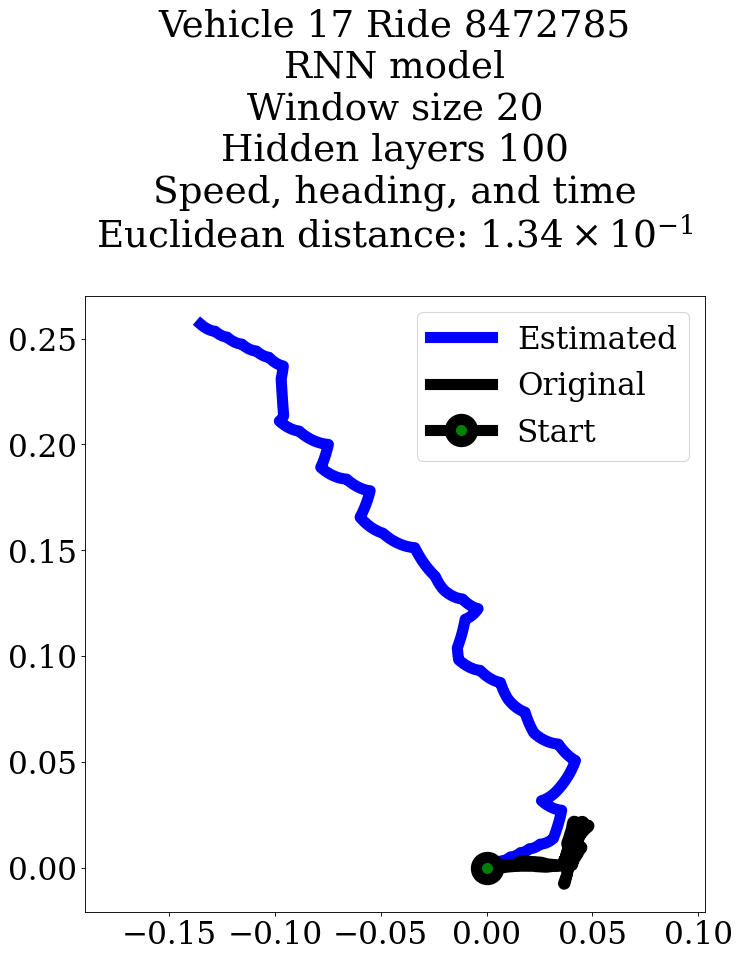 Vehicle 17 Ride 8472785
RNN model
Window size 20
Hidden layers 100
Speed, heading, and time
Euclidean distance: 1.34 × 10⁻¹
Estimated
Original
Start
0.25
0.20
0.15
0.10
0.05
0.00
−0.15 −0.10 −0.05 0.00 0.05 0.10